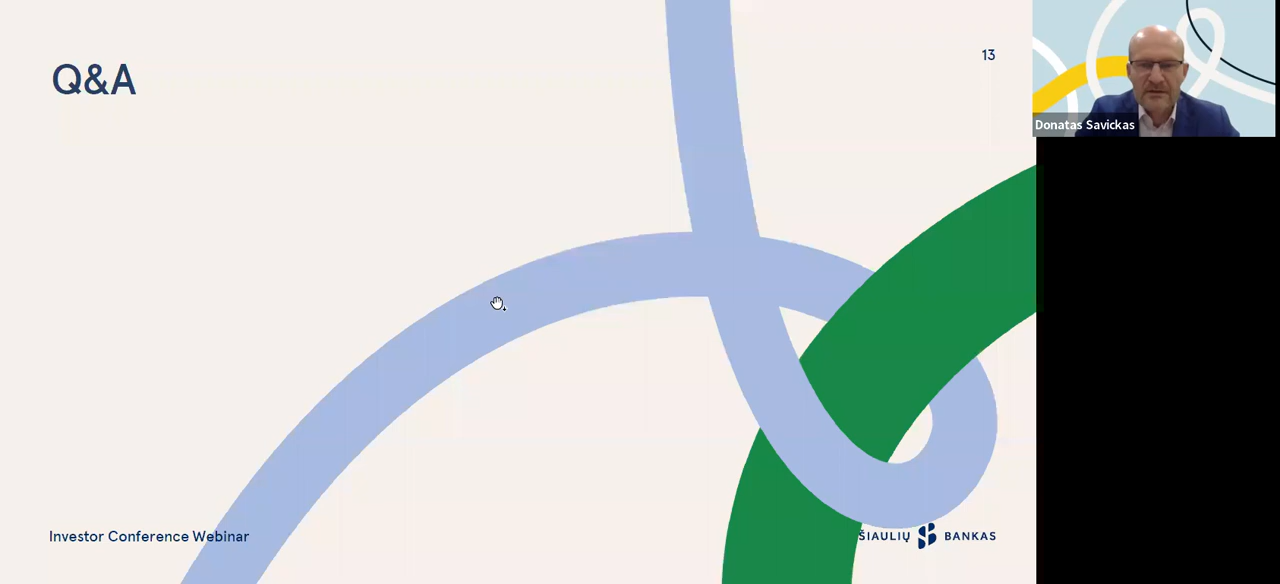 Q&A
13
Donatas Savickas
Investor Conference Webinar
ŠIAULIŲ BANKAS